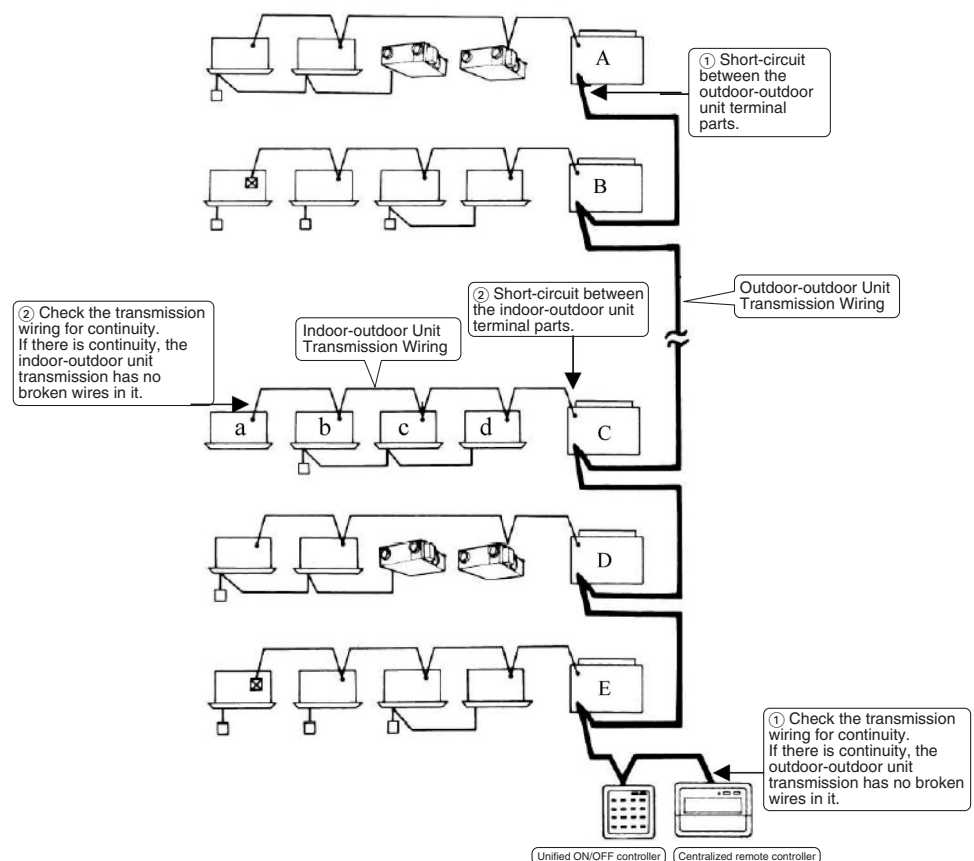 A
① Short-circuit
between the
outdoor-outdoor
unit terminal
parts.
B
② Check the transmission
wiring for continuity.
If there is continuity, the
indoor-outdoor unit
transmission has no
broken wires in it.
Indoor-outdoor Unit
Transmission Wiring
② Short-circuit between
the indoor-outdoor unit
terminal parts.
Outdoor-outdoor Unit
Transmission Wiring
a b c d C
D
E
① Check the transmission
wiring for continuity.
If there is continuity, the
outdoor-outdoor unit
transmission has no broken
wires in it.
Unified ON/OFF controller
Centralized remote controller